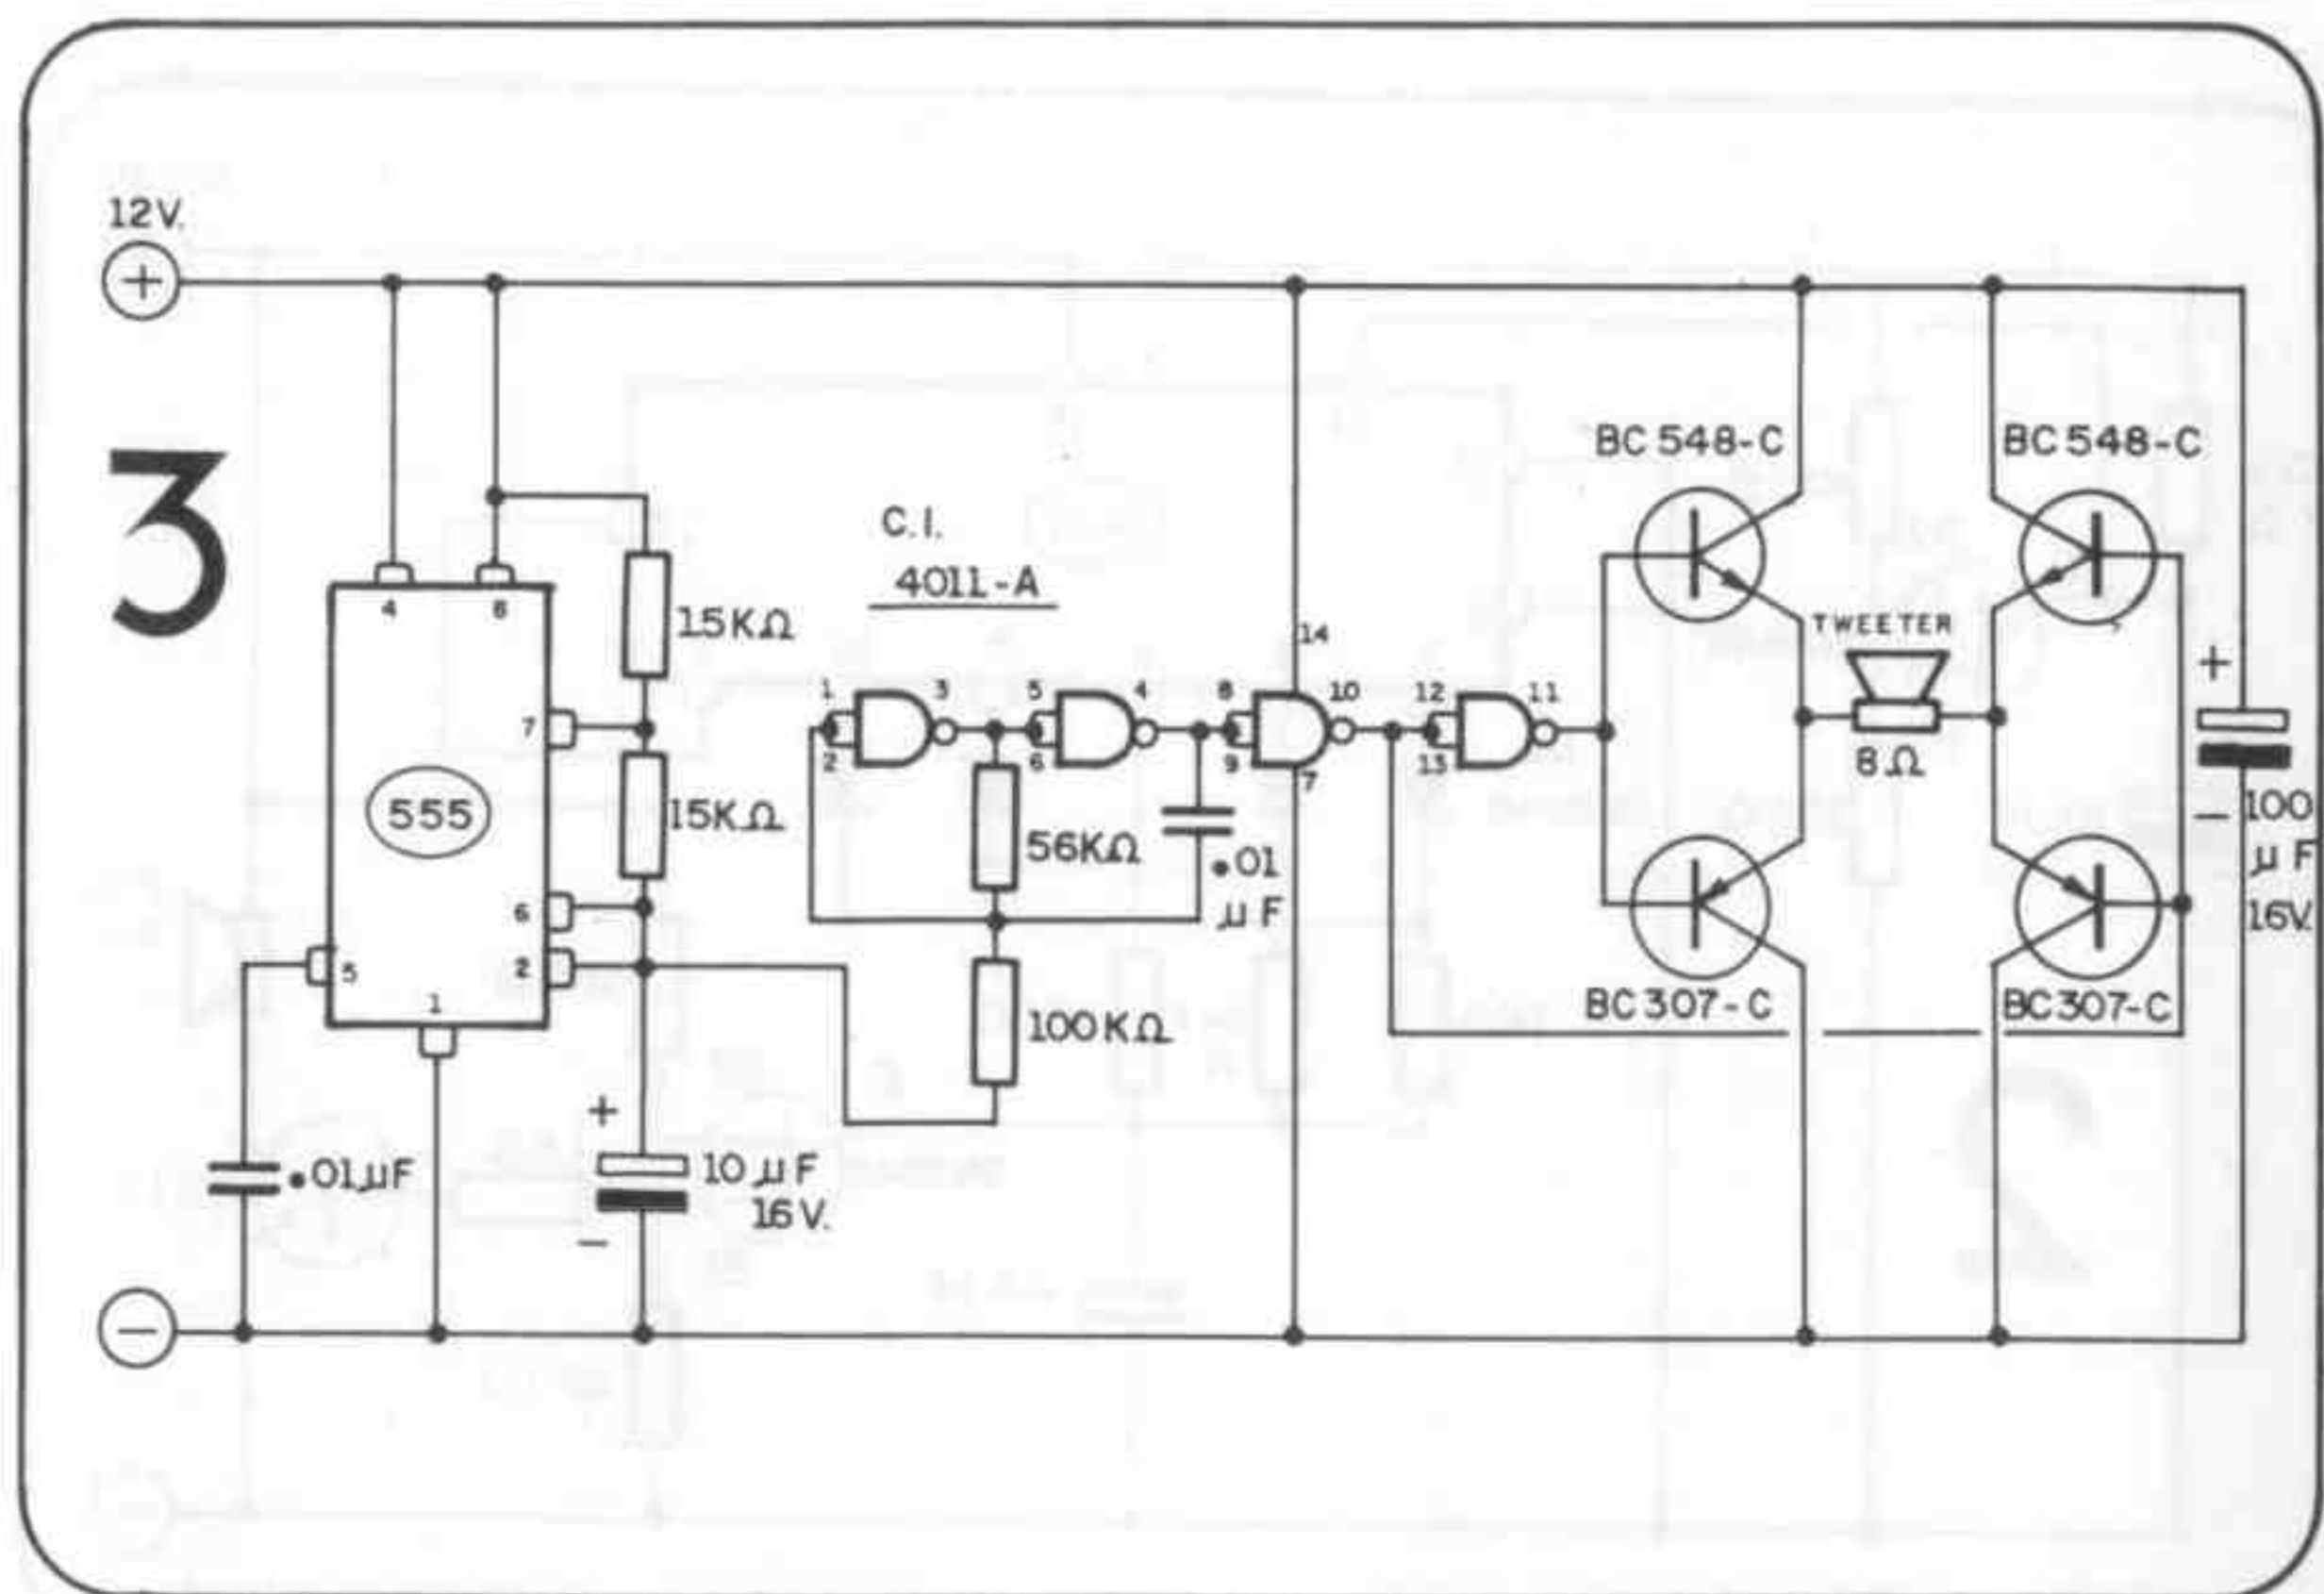 12V.
+
3
4
8
555
7
6
2
5
1
15KΩ
15KΩ
.01µF
+
10µF
16V.
−
−
C.I.
4011-A
1
2
3
5
6
4
56KΩ
.01
µF
100KΩ
8
9
14
10
7
12
13
11
BC548-C
BC548-C
TWEETER
8Ω
BC307-C
BC307-C
+
−
100
µF
16V.